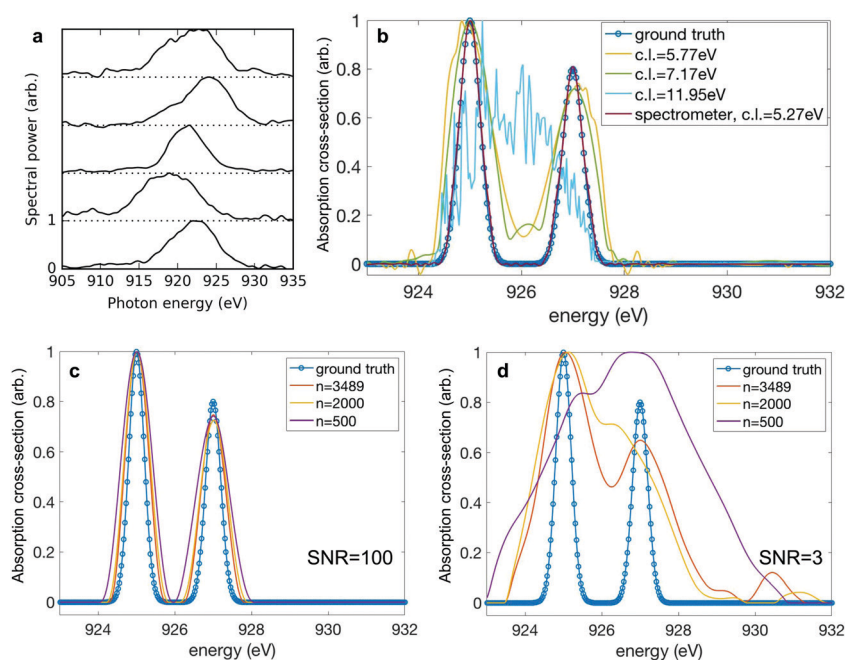 a
Spectral power (arb.)
1
0
905 910 915 920 925 930 935
Photon energy (eV)
b
Absorption cross-section (arb.)
1
0.8
0.6
0.4
0.2
0
924 926 928 930 932
energy (eV)
ground truth
c.l.=5.77eV
c.l.=7.17eV
c.l.=11.95eV
spectrometer, c.l.=5.27eV
c
Absorption cross-section (arb.)
1
0.8
0.6
0.4
0.2
0
924 926 928 930 932
energy (eV)
ground truth
n=3489
n=2000
n=500
SNR=100
d
Absorption cross-section (arb.)
1
0.8
0.6
0.4
0.2
0
924 926 928 930 932
energy (eV)
ground truth
n=3489
n=2000
n=500
SNR=3